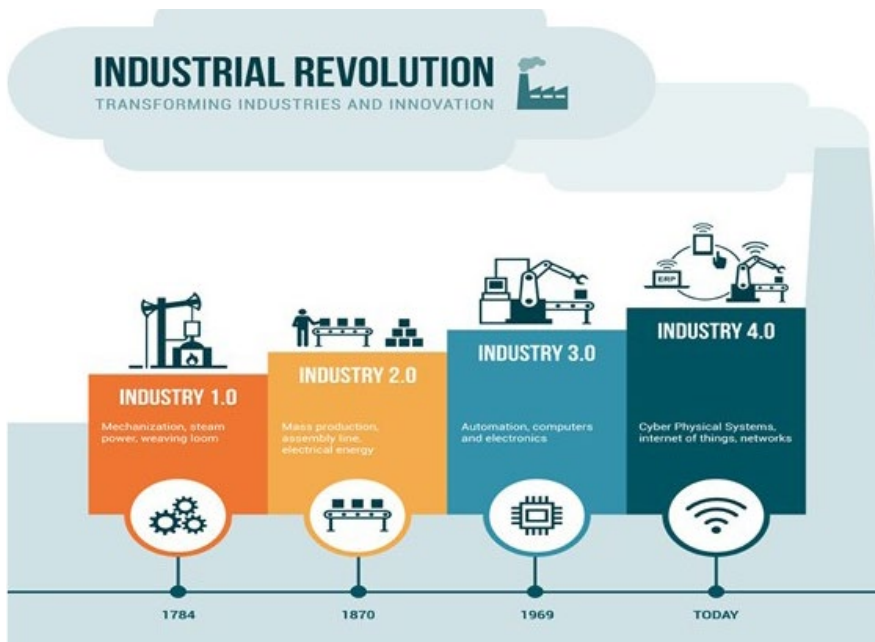 INDUSTRIAL REVOLUTION
TRANSFORMING INDUSTRIES AND INNOVATION
INDUSTRY 1.0
Mechanization, steam
power, weaving loom
1784
INDUSTRY 2.0
Mass production,
assembly line,
electrical energy
1870
INDUSTRY 3.0
Automation, computers
and electronics
1969
ERP
INDUSTRY 4.0
Cyber Physical Systems,
internet of things, networks
TODAY